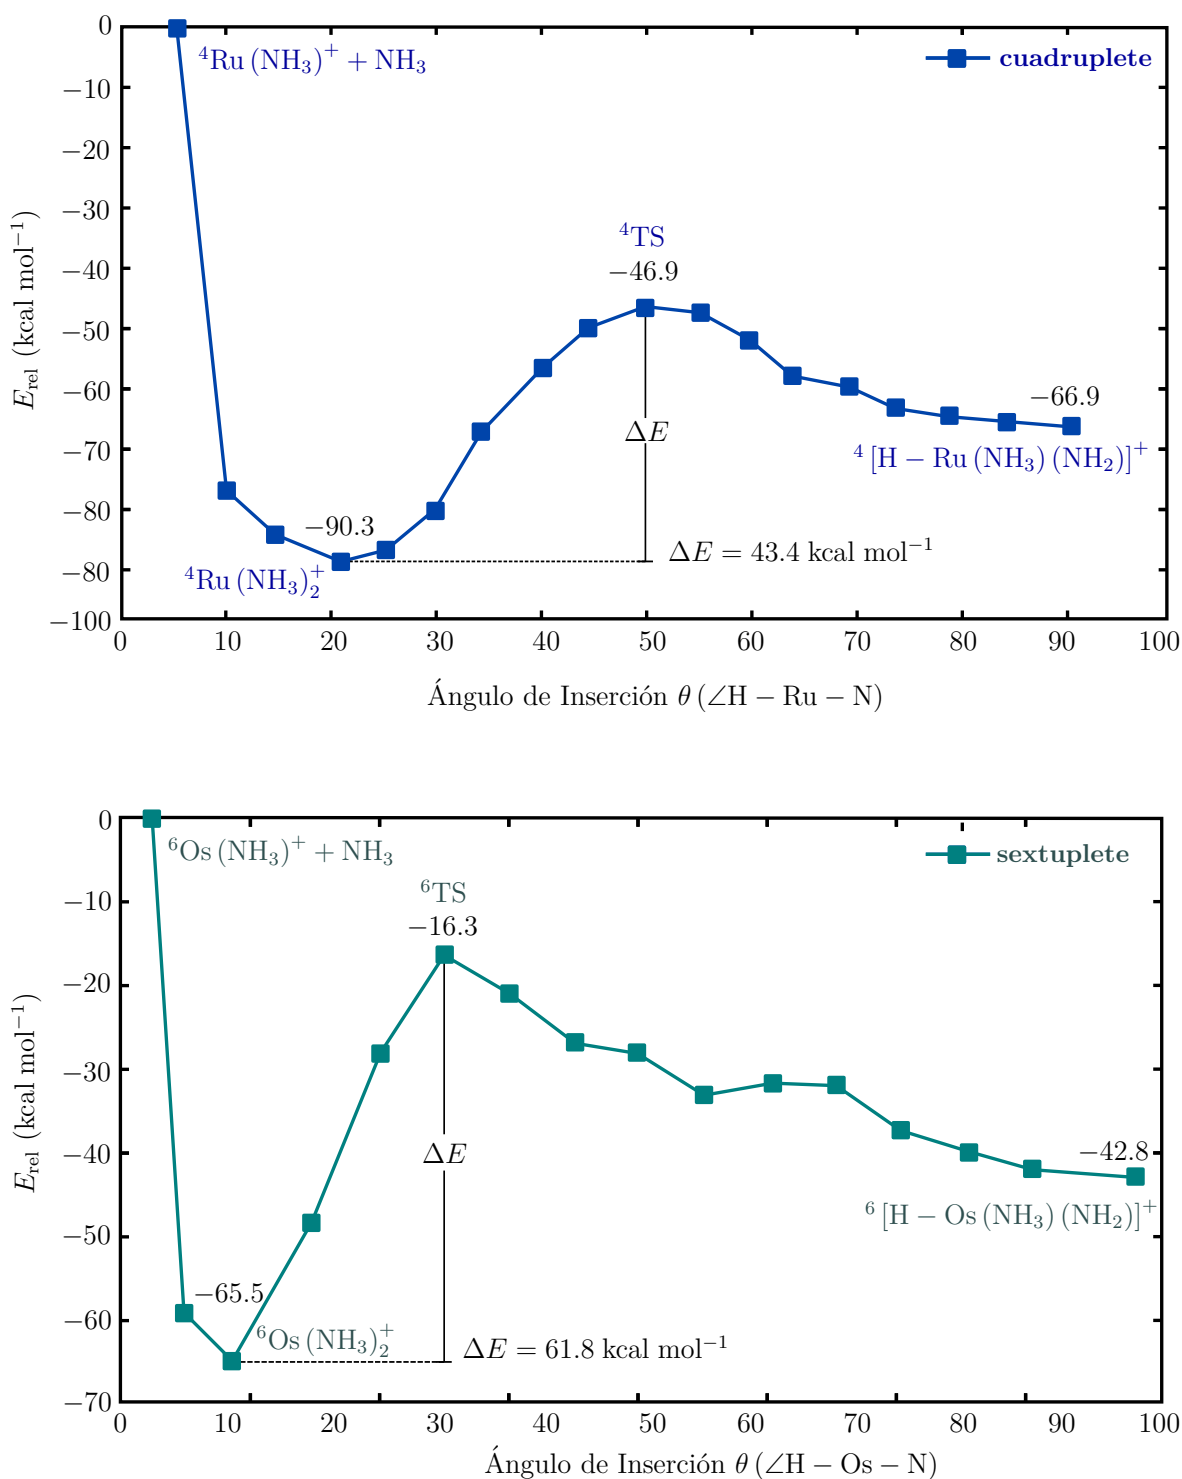 0
⁴Ru (NH₃)⁺ + NH₃
cuadruplete
−10
−20
−30
⁴TS
−46.9
−40
−50
−60
−66.9
ΔE
⁴ [H − Ru (NH₃) (NH₂)]⁺
−70
−80
−90.3
ΔE = 43.4 kcal mol⁻¹
⁴Ru (NH₃)₂⁺
−80
−100
E_rel (kcal mol⁻¹)
0 10 20 30 40 50 60 70 80 90 100
Ángulo de Inserción θ (∠H − Ru − N)
0
⁶Os (NH₃)⁺ + NH₃
sextuplete
⁶TS
−10
−16.3
−20
−30
−40
ΔE
−42.8
⁶ [H − Os (NH₃) (NH₂)]⁺
−50
−65.5
−60
⁶Os (NH₃)₂⁺
ΔE = 61.8 kcal mol⁻¹
−70
E_rel (kcal mol⁻¹)
0 10 20 30 40 50 60 70 80 90 100
Ángulo de Inserción θ (∠H − Os − N)